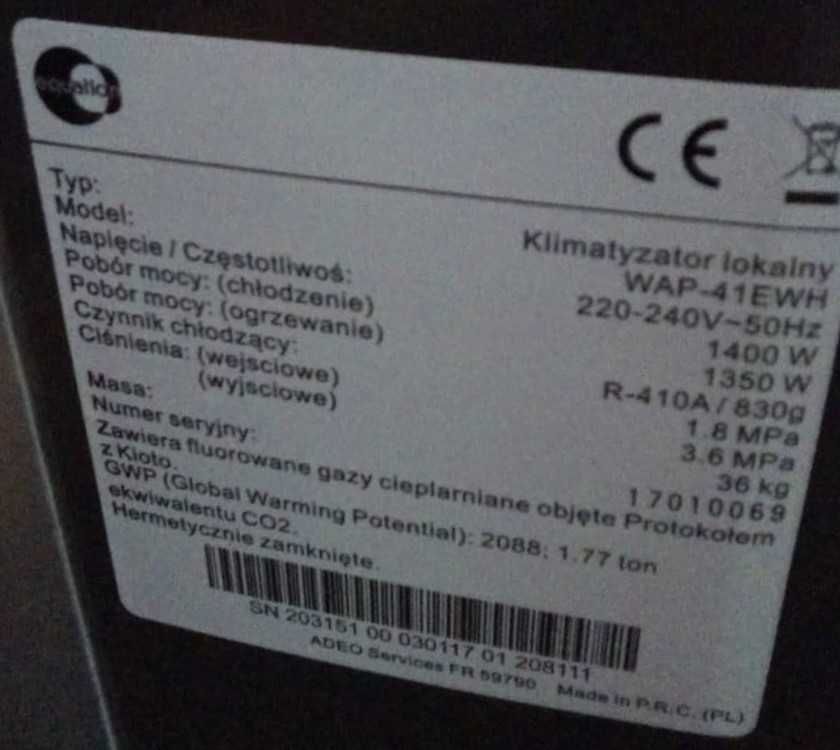 equation
CE
Typ: Klimatyzator lokalny
Model: WAP-41EWH
Napięcie / Częstotliwoś: 220-240V~50Hz
Pobór mocy: (chłodzenie) 1400 W
Pobór mocy: (ogrzewanie) 1350 W
Czynnik chłodzący: R-410A / 830g
Ciśnienia: (wejsciowe) 1.8 MPa
(wyjsciowe) 3.6 MPa
Masa: 36 kg
Numer seryjny: 17010069
Zawiera fluorowane gazy cieplarniane objęte Protokołem
z Kioto.
GWP (Global Warming Potential): 2088; 1.77 ton
ekwiwalentu CO2.
Hermetycznie zamknięte.
SN 203151 00 030117 01 208111
ADEO Services FR 59790 Made in P.R.C. (PL)